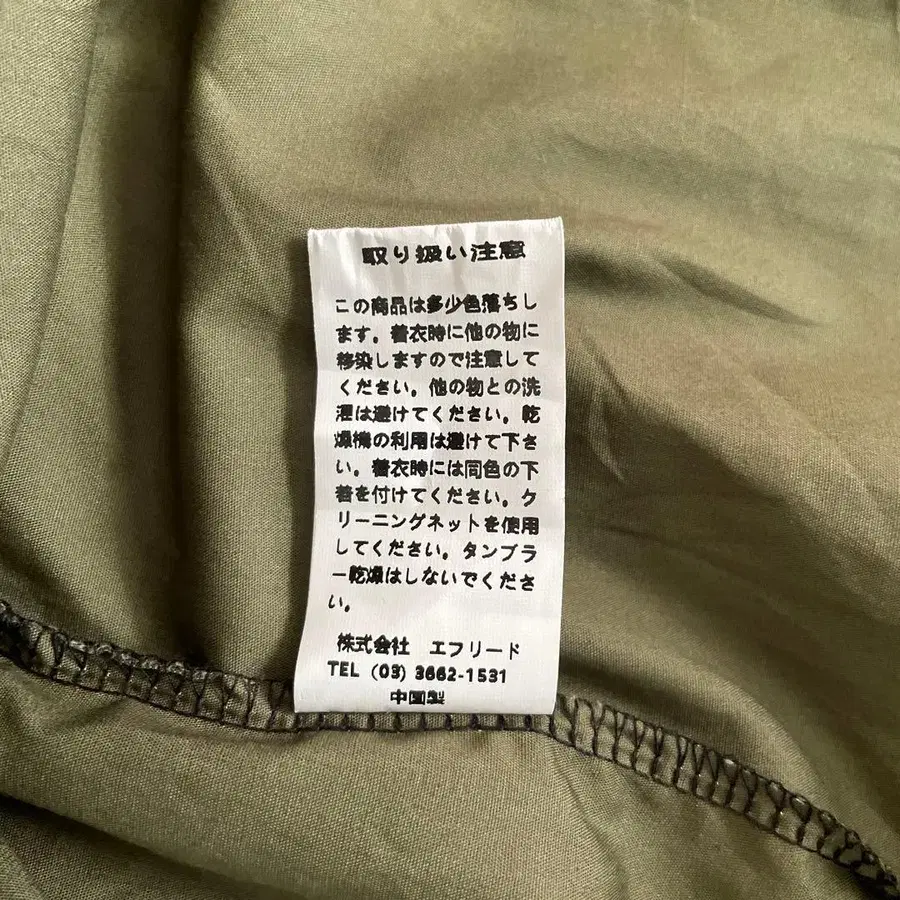 取り扱い注意
この商品は多少色落ちし
ます。着衣時に他の物に
移染しますので注意して
ください。他の物との洗
濯は避けてください。乾
燥機の利用は避けて下さ
い。着衣時には同色の下
着を付けてください。ク
リーニングネットを使用
してください。タンブラ
ー乾燥はしないでくださ
い。
株式会社 エフリード
TEL (03) 3662-1531
中国製